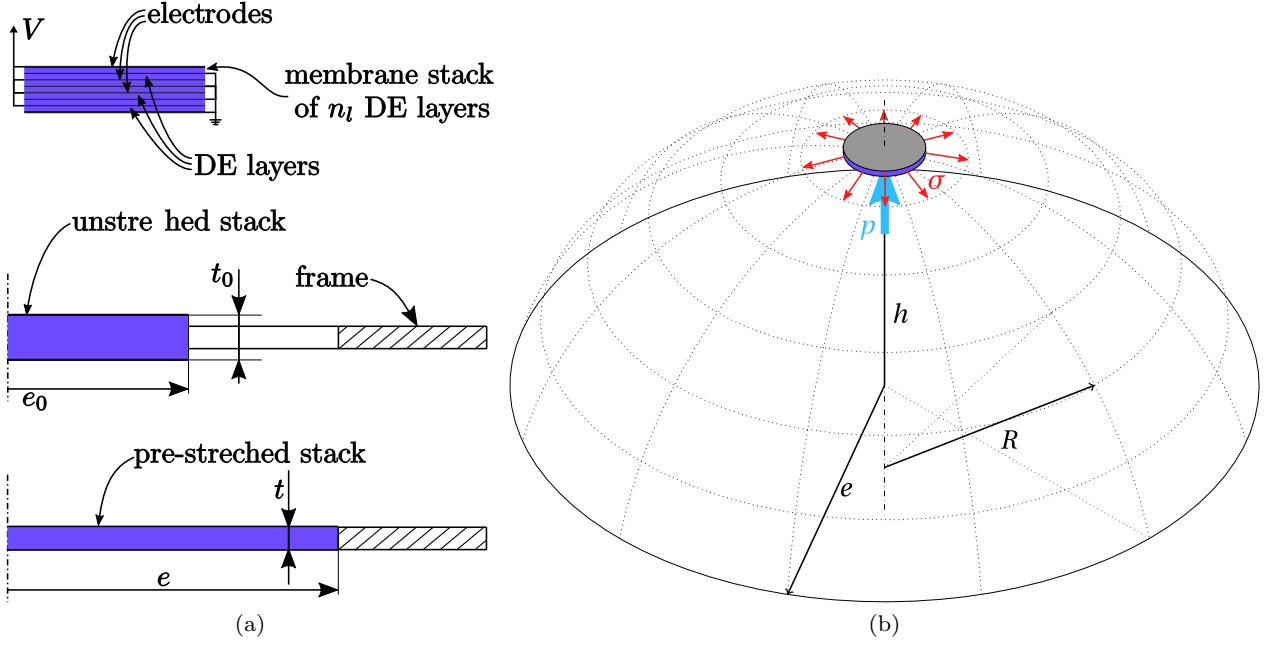 V
electrodes
membrane stack
of n_l DE layers
DE layers
unstre hed stack
t_0
frame
e_0
pre-streched stack
t
e
(a)
σ
p
h
R
e
(b)